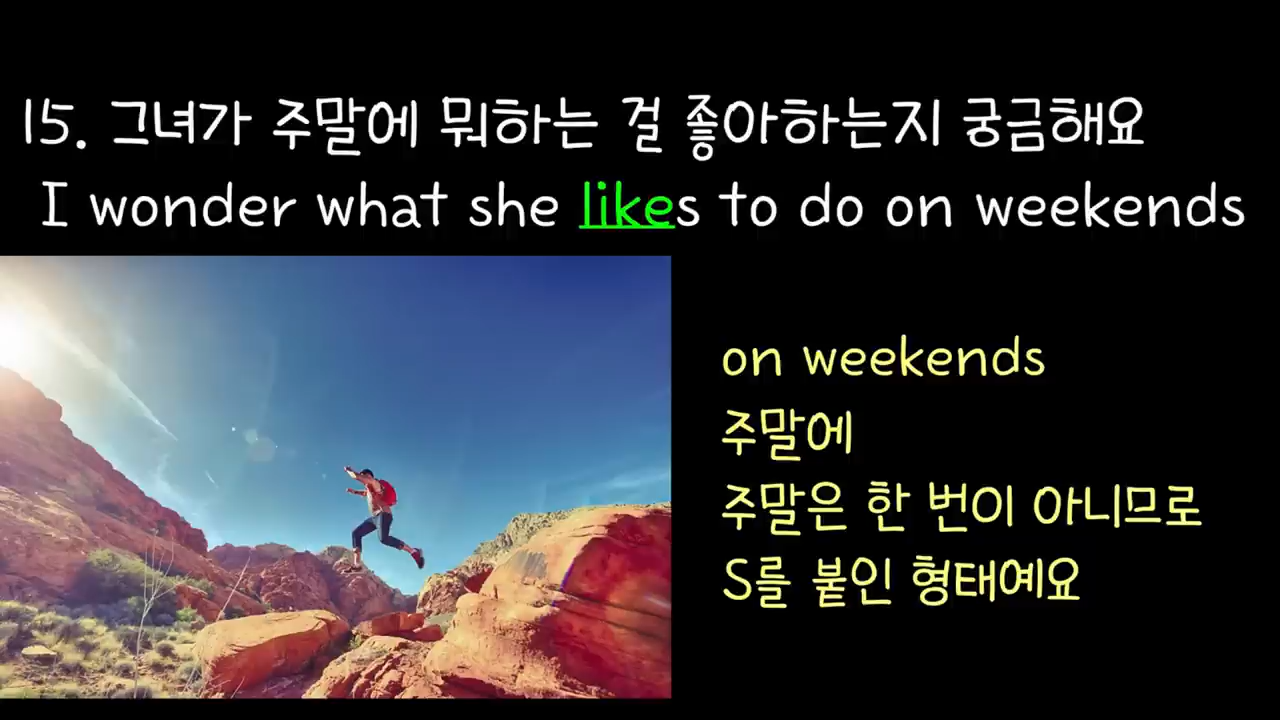 15. 그녀가 주말에 뭐하는 걸 좋아하는지 궁금해요
I wonder what she likes to do on weekends
on weekends
주말에
주말은 한 번이 아니므로
S를 붙인 형태예요